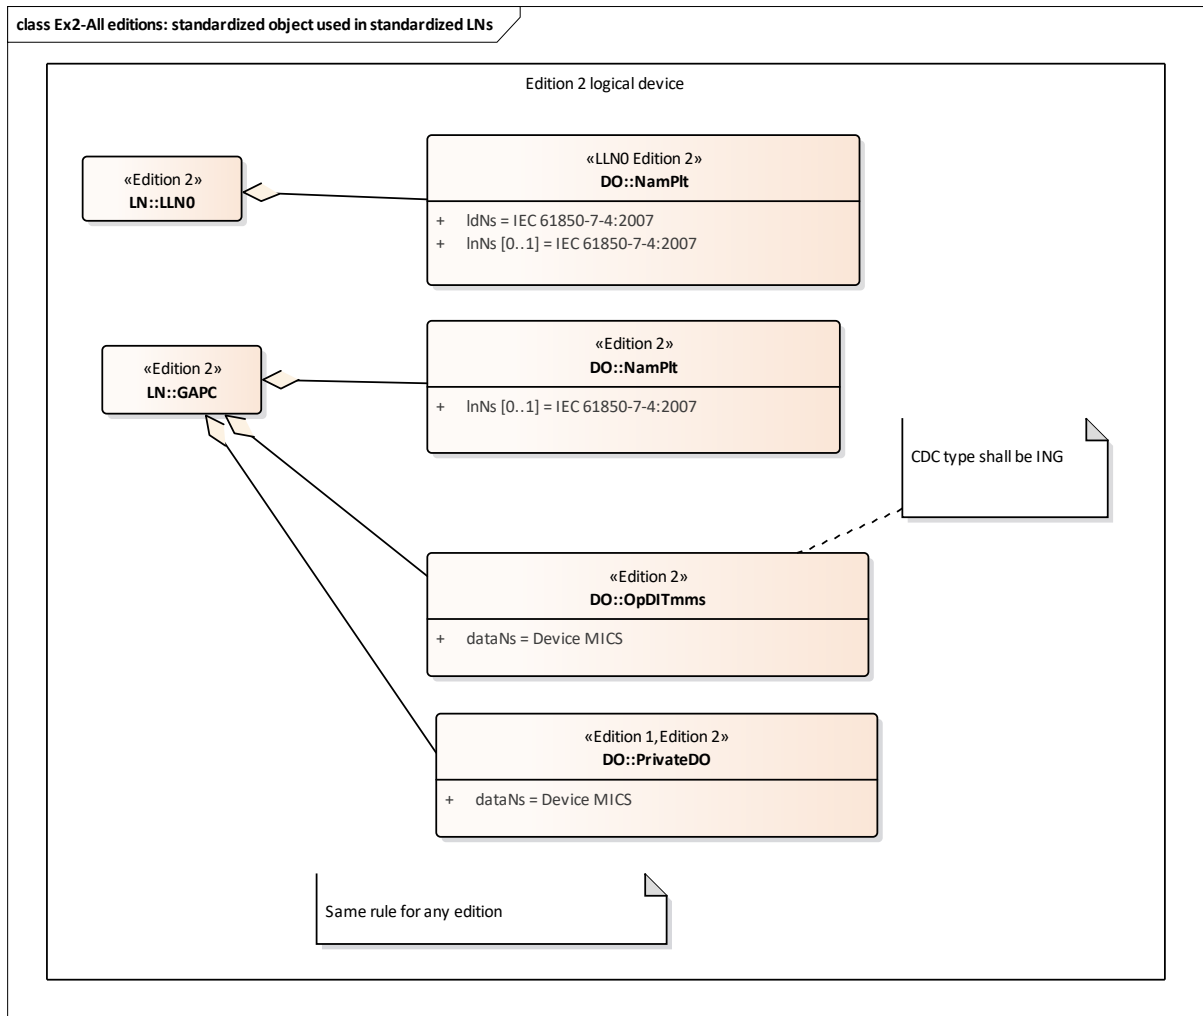 class Ex2-All editions: standardized object used in standardized LNs
Edition 2 logical device
«Edition 2»
LN::LLN0
«LLN0 Edition 2»
DO::NamPlt
+ ldNs = IEC 61850-7-4:2007
+ lnNs [0..1] = IEC 61850-7-4:2007
«Edition 2»
LN::GAPC
«Edition 2»
DO::NamPlt
+ lnNs [0..1] = IEC 61850-7-4:2007
CDC type shall be ING
«Edition 2»
DO::OpDlTmms
+ dataNs = Device MICS
«Edition 1,Edition 2»
DO::PrivateDO
+ dataNs = Device MICS
Same rule for any edition